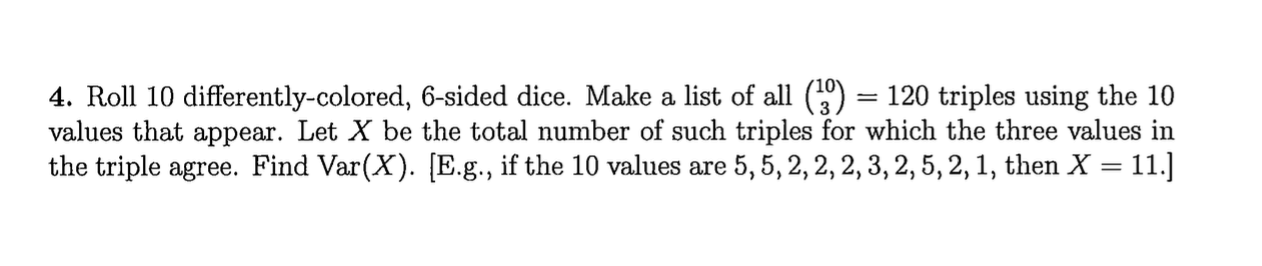 4. Roll 10 differently-colored, 6-sided dice. Make a list of all $\binom{10}{3}$ = 120 triples using the 10
values that appear. Let X be the total number of such triples for which the three values in
the triple agree. Find Var(X). [E.g., if the 10 values are 5, 5, 2, 2, 2, 3, 2, 5, 2, 1, then X = 11.]